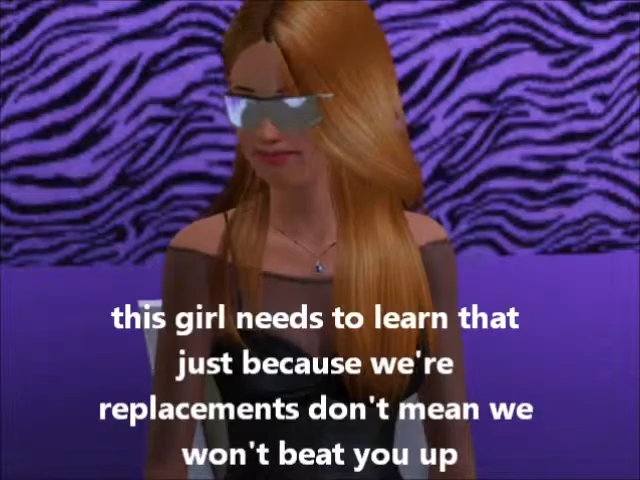 this girl needs to learn that
just because we're
replacements don't mean we
won't beat you up